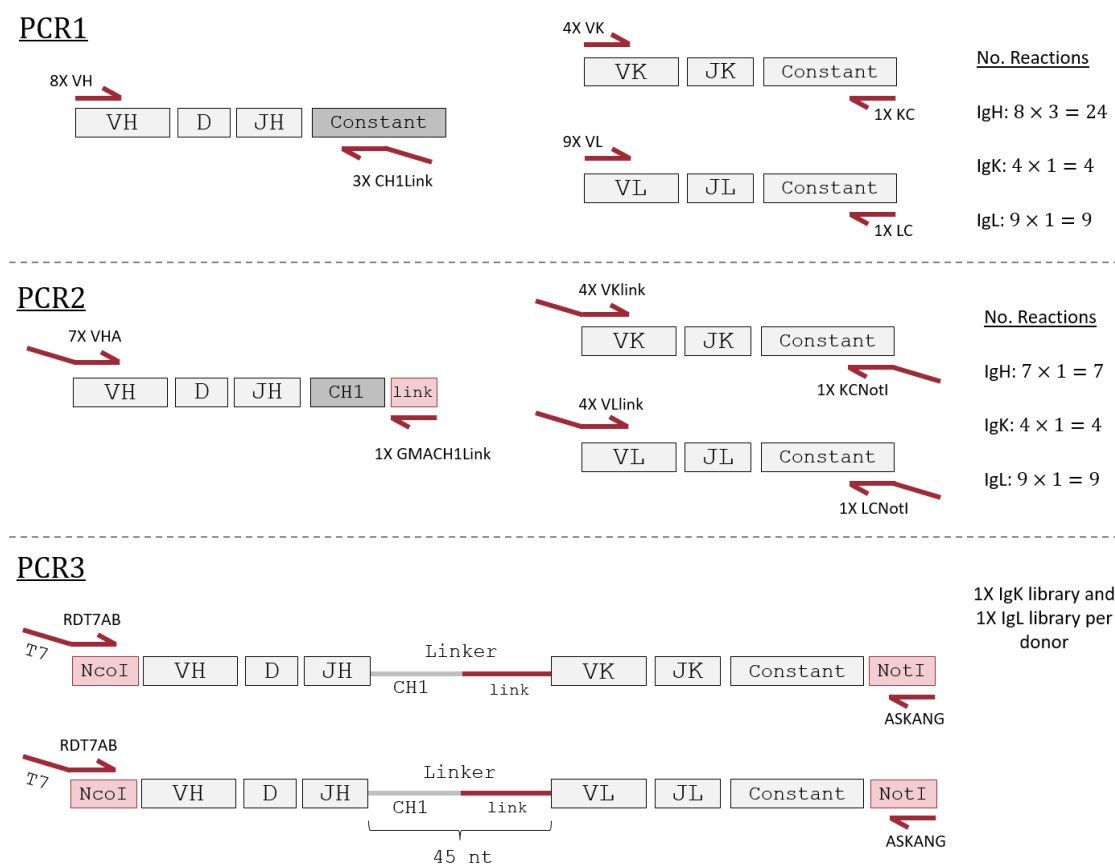 PCR1
8X VH
VH D JH Constant
3X CH1Link
4X VK
VK JK Constant
1X KC
9X VL
VL JL Constant
1X LC
No. Reactions
IgH: 8 × 3 = 24
IgK: 4 × 1 = 4
IgL: 9 × 1 = 9
PCR2
7X VHA
VH D JH CH1 link
1X GMACH1Link
4X VKlink
VK JK Constant
1X KCNotI
4X VLlink
VL JL Constant
1X LCNotI
No. Reactions
IgH: 7 × 1 = 7
IgK: 4 × 1 = 4
IgL: 9 × 1 = 9
PCR3
RDT7AB
T7
Linker
NcoI VH D JH VK JK Constant NotI
CH1 link
ASKANG
RDT7AB
T7
Linker
NcoI VH D JH VL JL Constant NotI
CH1 link
ASKANG
45 nt
1X IgK library and
1X IgL library per
donor